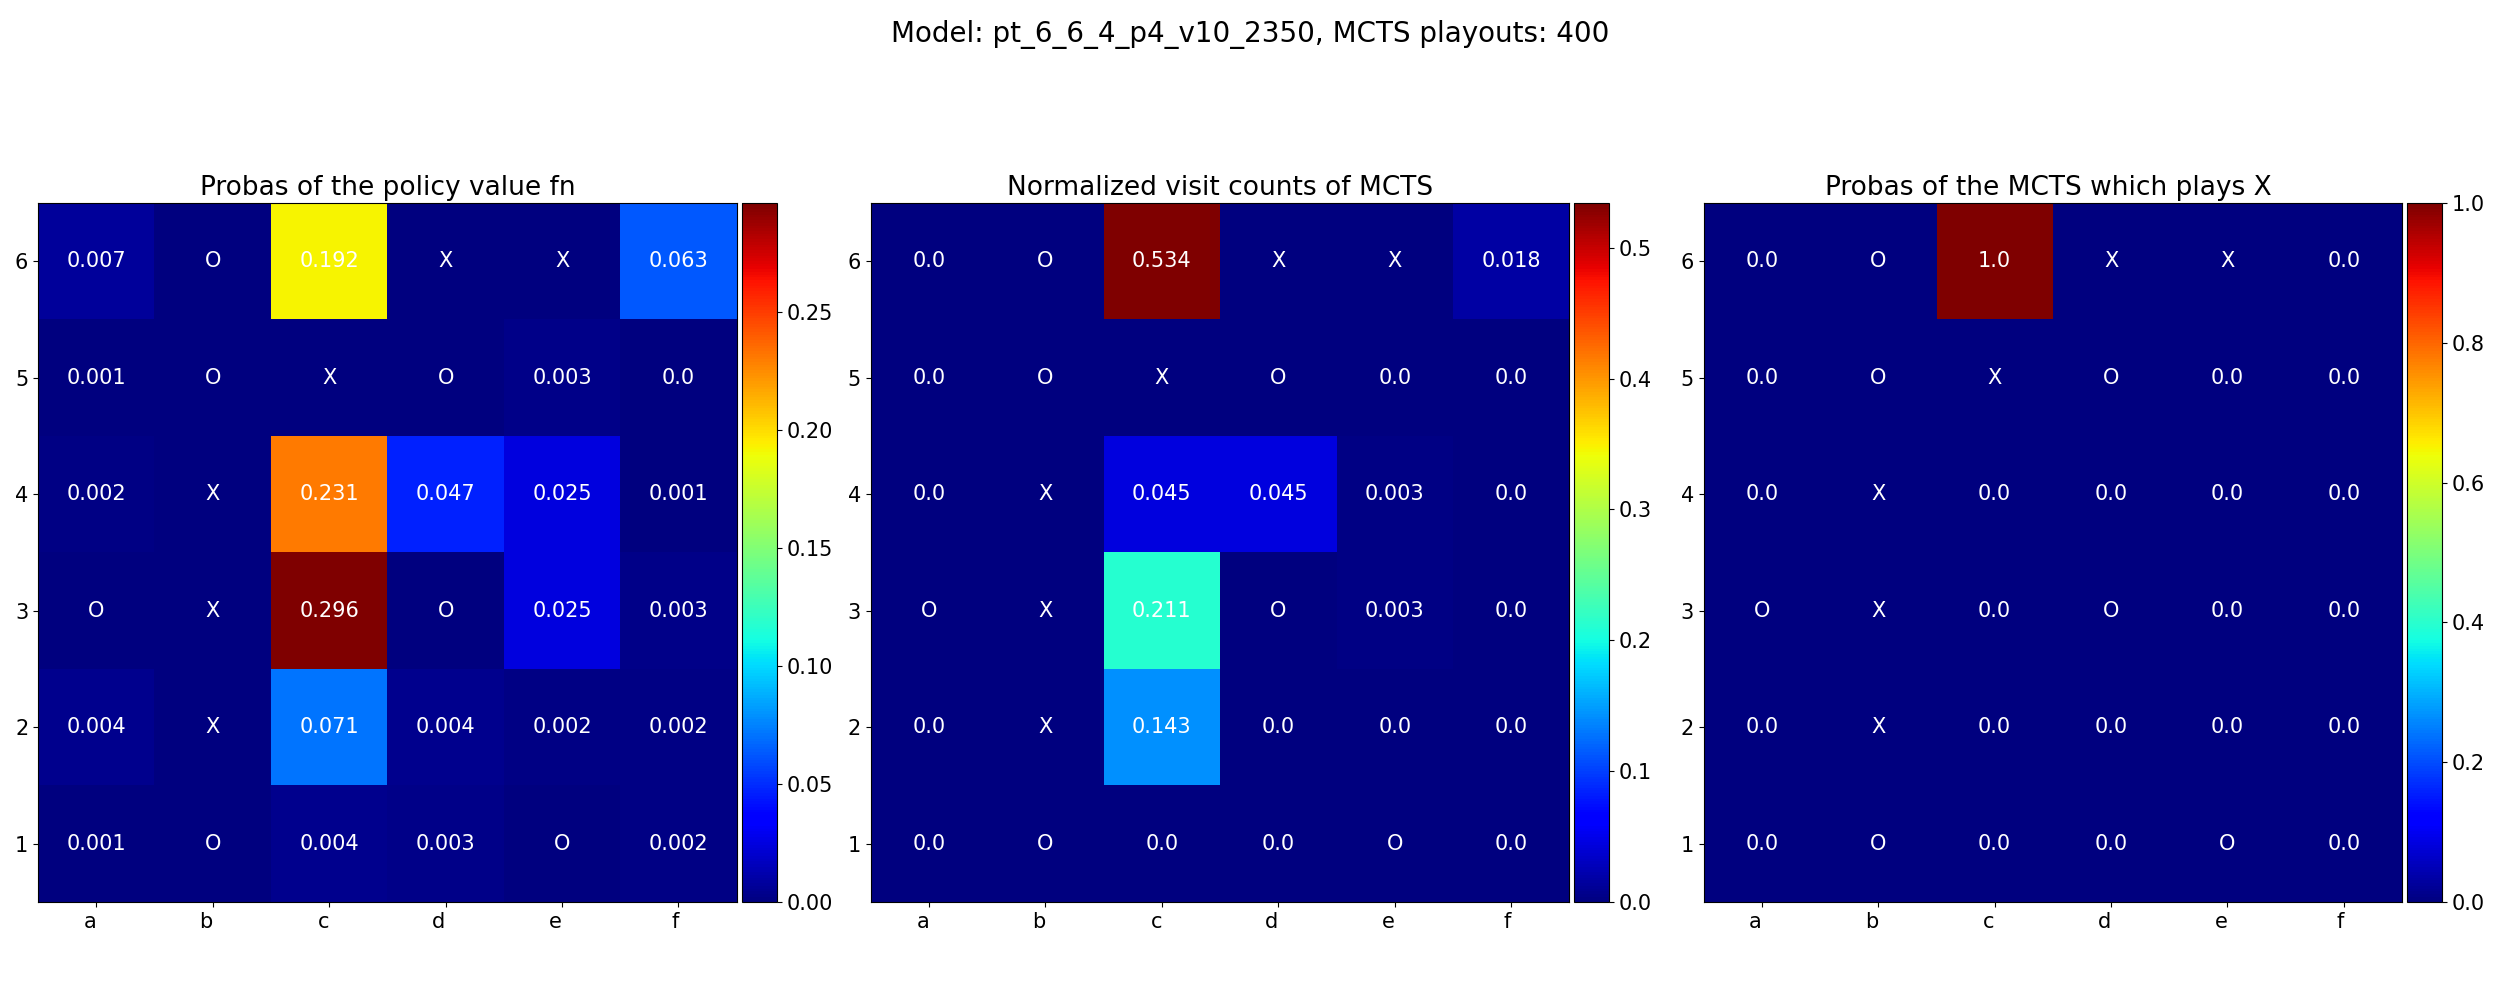 Model: pt_6_6_4_p4_v10_2350, MCTS playouts: 400
Probas of the policy value fn
6 0.007 O 0.192 X X 0.063
5 0.001 O X O 0.003 0.0
4 0.002 X 0.231 0.047 0.025 0.001
3 O X 0.296 O 0.025 0.003
2 0.004 X 0.071 0.004 0.002 0.002
1 0.001 O 0.004 0.003 O 0.002
a b c d e f
0.25
0.20
0.15
0.10
0.05
0.00
Normalized visit counts of MCTS
6 0.0 O 0.534 X X 0.018
5 0.0 O X O 0.0 0.0
4 0.0 X 0.045 0.045 0.003 0.0
3 O X 0.211 O 0.003 0.0
2 0.0 X 0.143 0.0 0.0 0.0
1 0.0 O 0.0 0.0 O 0.0
a b c d e f
0.5
0.4
0.3
0.2
0.1
0.0
Probas of the MCTS which plays X
6 0.0 O 1.0 X X 0.0
5 0.0 O X O 0.0 0.0
4 0.0 X 0.0 0.0 0.0 0.0
3 O X 0.0 O 0.0 0.0
2 0.0 X 0.0 0.0 0.0 0.0
1 0.0 O 0.0 0.0 O 0.0
a b c d e f
1.0
0.8
0.6
0.4
0.2
0.0